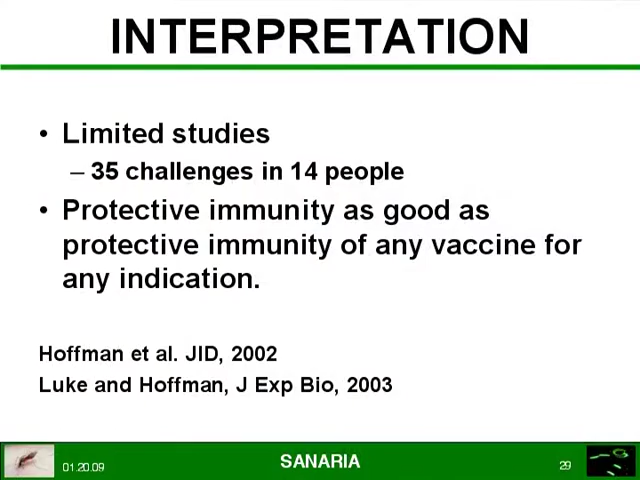 INTERPRETATION
• Limited studies
– 35 challenges in 14 people
• Protective immunity as good as
protective immunity of any vaccine for
any indication.
Hoffman et al. JID, 2002
Luke and Hoffman, J Exp Bio, 2003
01.20.09
SANARIA
29